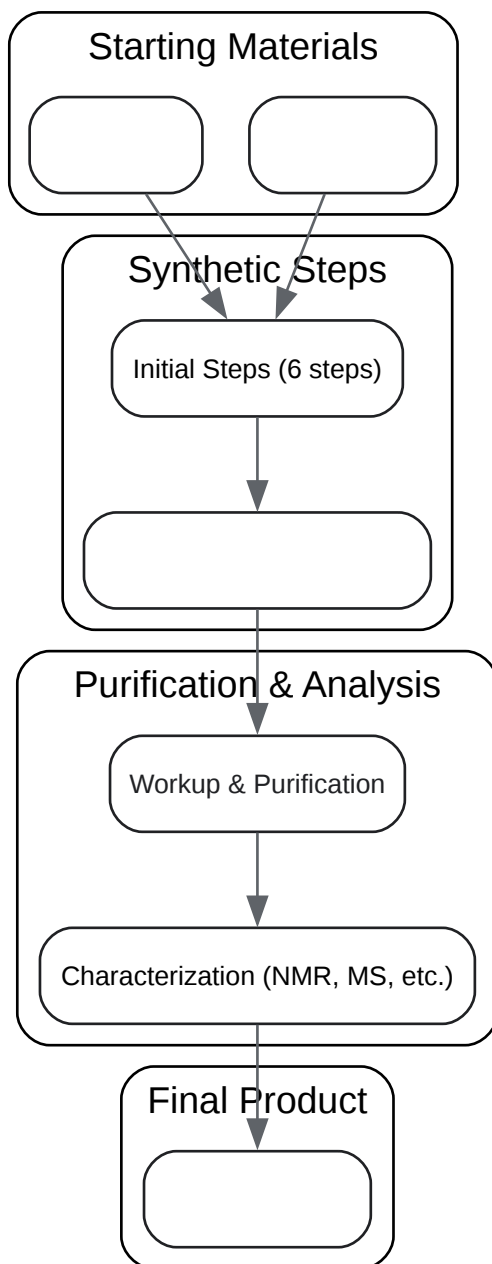 Starting Materials
Synthetic Steps
Initial Steps (6 steps)
Purification & Analysis
Workup & Purification
Characterization (NMR, MS, etc.)
Final Product